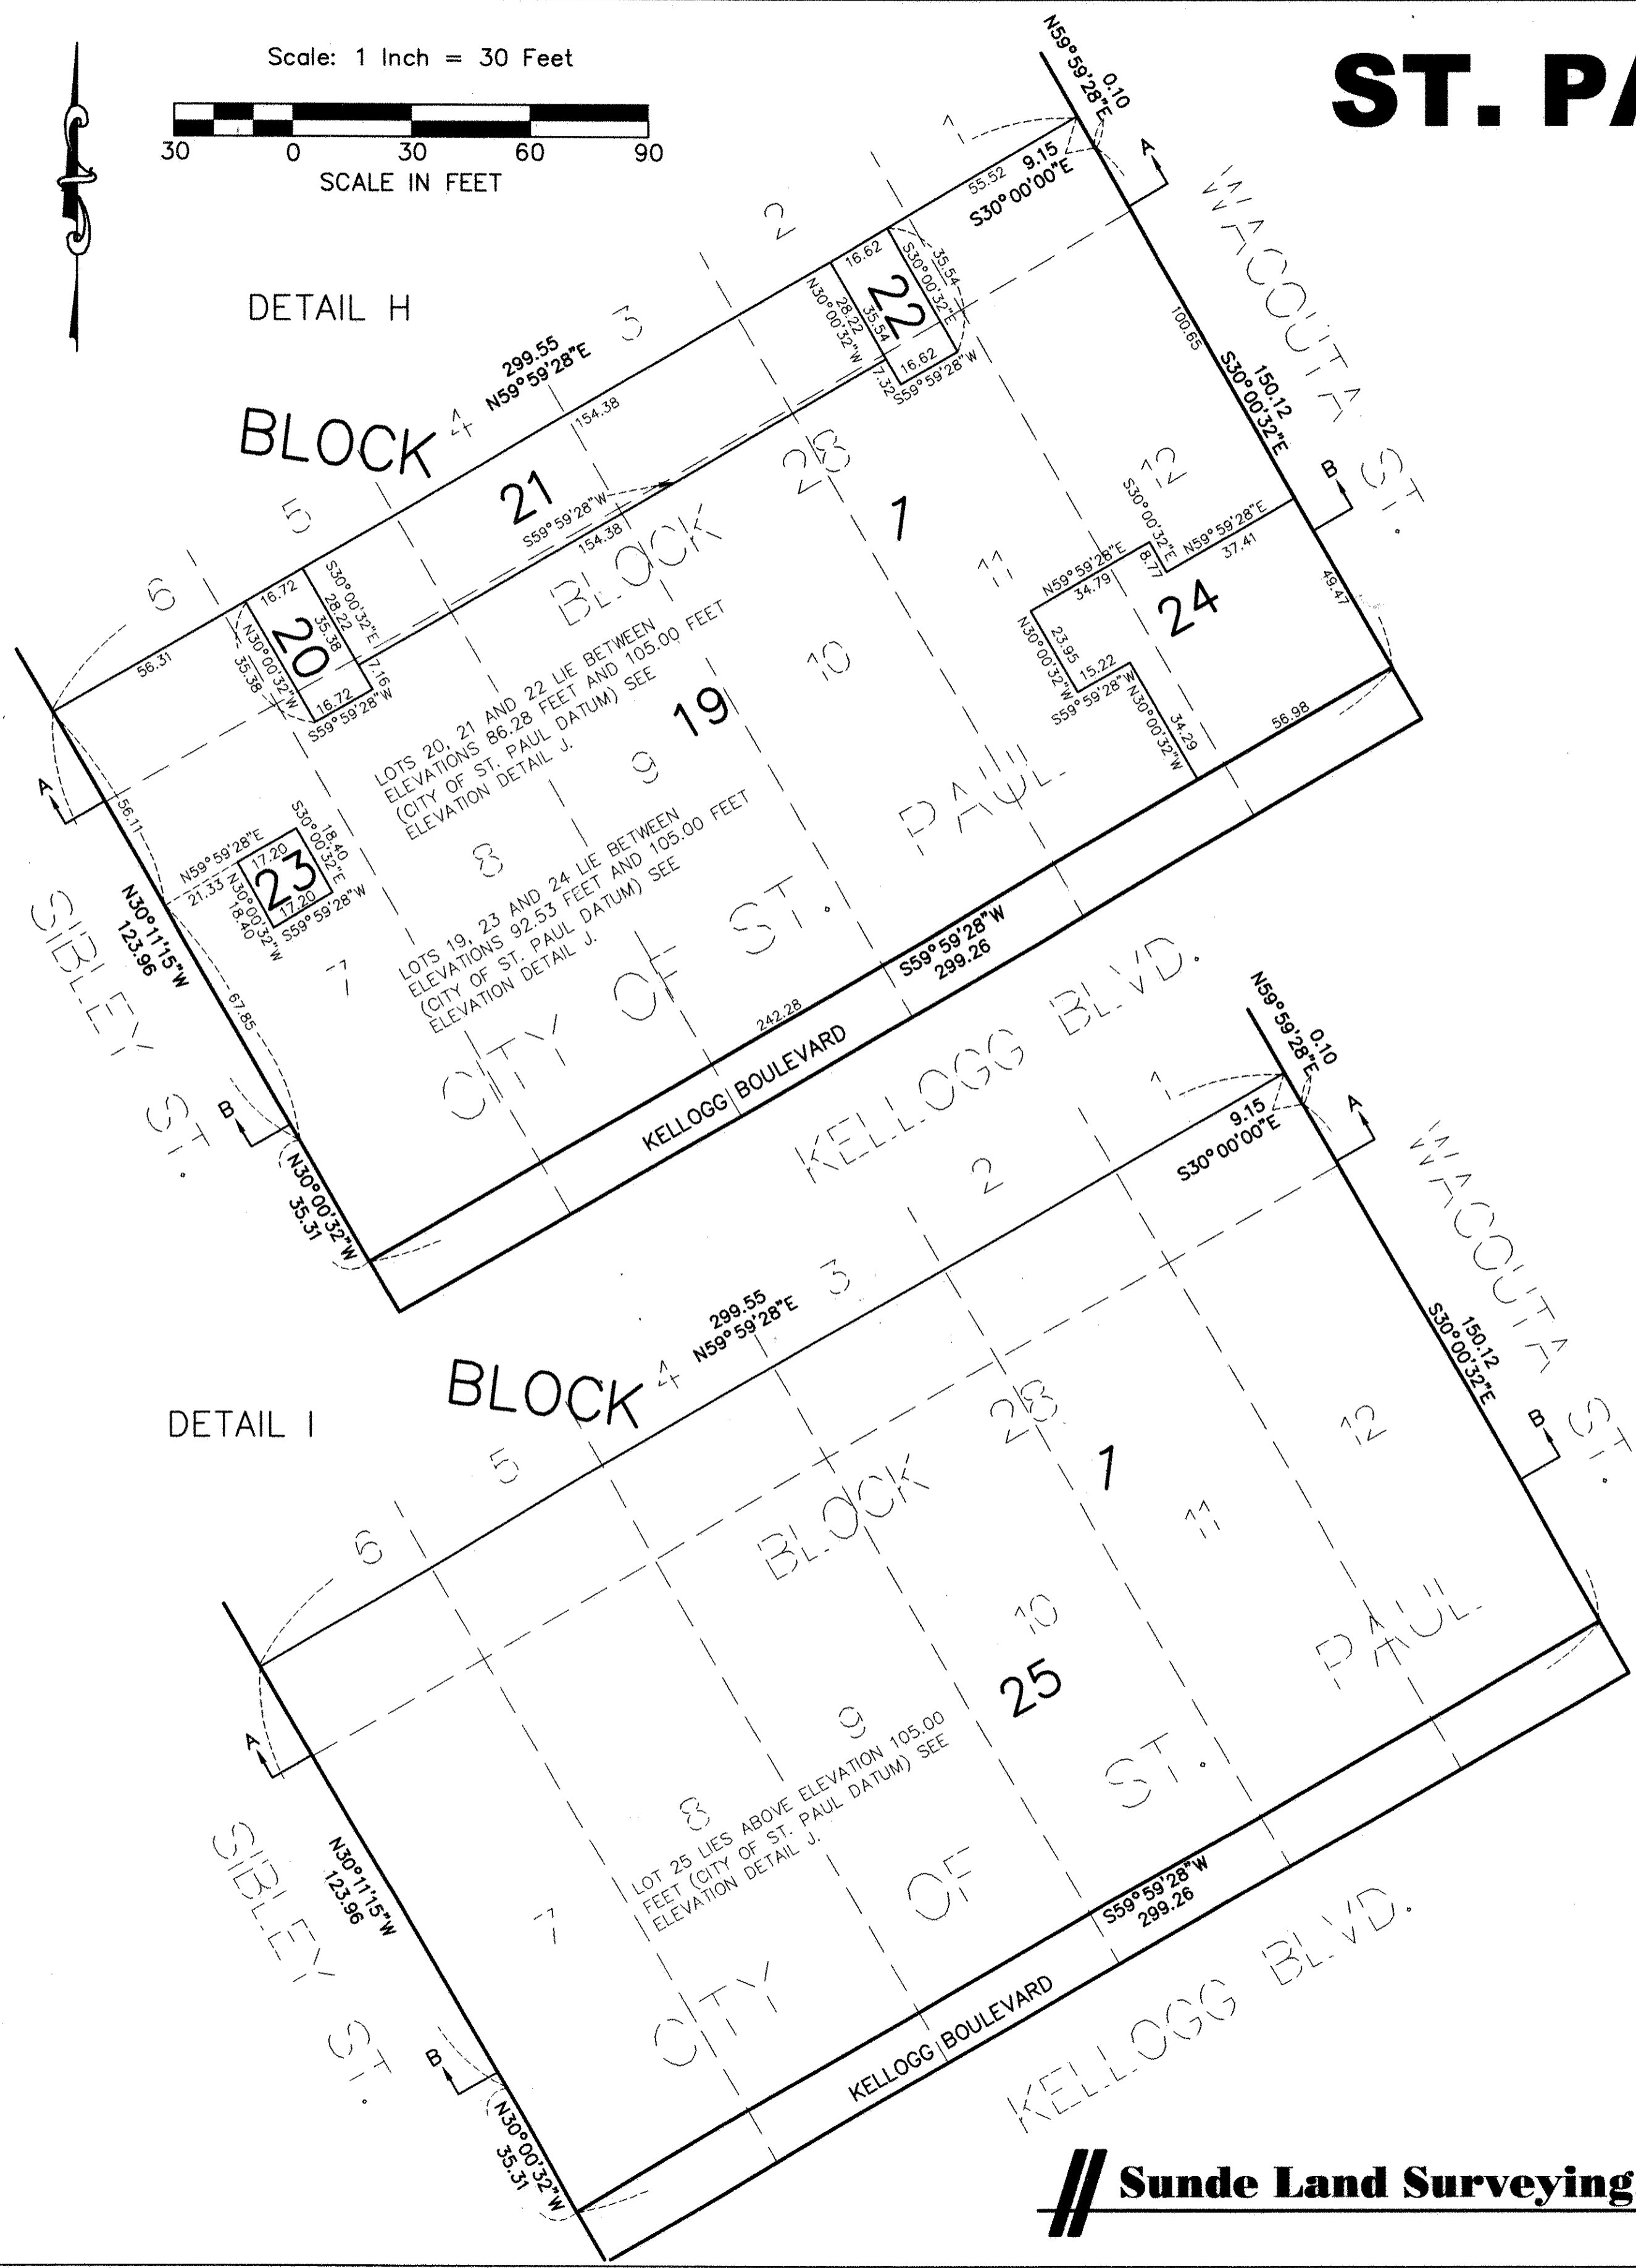 Scale: 1 Inch = 30 Feet
30 0 30 60 90
SCALE IN FEET
ST. PA
DETAIL H
N59°59'28"E
0.10
A
1
9.15
S30°00'00"E
55.52
2
16.62
35.54
S30°00'32"E
22
28.22
35.54
N30°00'32"W
16.62
7.32
S59°59'28"W
WACOUTA
ST.
100.65
150.12
S30°00'32"E
3
299.55
N59°59'28"E
BLOCK
4
154.38
21
S59°59'28"W
154.38
BLOCK
28
1
12
B
S30°00'32"E
N59°59'28"E
8.77
37.41
N59°59'28"E
34.79
24
49.47
11
23.95
N30°00'32"W
15.22
S59°59'28"W
34.29
N30°00'32"W
56.98
5
6
16.72
S30°00'32"E
28.22
35.38
20
N30°00'32"W
35.38
7.16
16.72
S59°59'28"W
56.31
LOTS 20, 21 AND 22 LIE BETWEEN
ELEVATIONS 86.28 FEET AND 105.00 FEET
(CITY OF ST. PAUL DATUM) SEE
ELEVATION DETAIL J.
10
19
9
8
PAUL
A
56.11
N59°59'28"E
21.33
17.20
S30°00'32"E
18.40
23
N30°00'32"W
18.40
17.20
S59°59'28"W
LOTS 19, 23 AND 24 LIE BETWEEN
ELEVATIONS 92.53 FEET AND 105.00 FEET
(CITY OF ST. PAUL DATUM) SEE
ELEVATION DETAIL J.
7
SIBLEY
ST.
N30°11'15"W
123.96
67.85
CITY OF ST.
S59°59'28"W
299.26
242.28
KELLOGG BOULEVARD
KELLOGG BLVD.
B
N30°00'32"W
35.31
DETAIL I
N59°59'28"E
0.10
A
1
9.15
S30°00'00"E
2
WACOUTA
ST.
150.12
S30°00'32"E
3
299.55
N59°59'28"E
BLOCK
4
5
6
BLOCK
28
1
12
B
11
10
25
PAUL
9
8
LOT 25 LIES ABOVE ELEVATION 105.00
FEET (CITY OF ST. PAUL DATUM) SEE
ELEVATION DETAIL J.
A
SIBLEY
ST.
N30°11'15"W
123.96
7
CITY OF ST.
S59°59'28"W
299.26
KELLOGG BOULEVARD
KELLOGG BLVD.
B
N30°00'32"W
35.31
Sunde Land Surveying